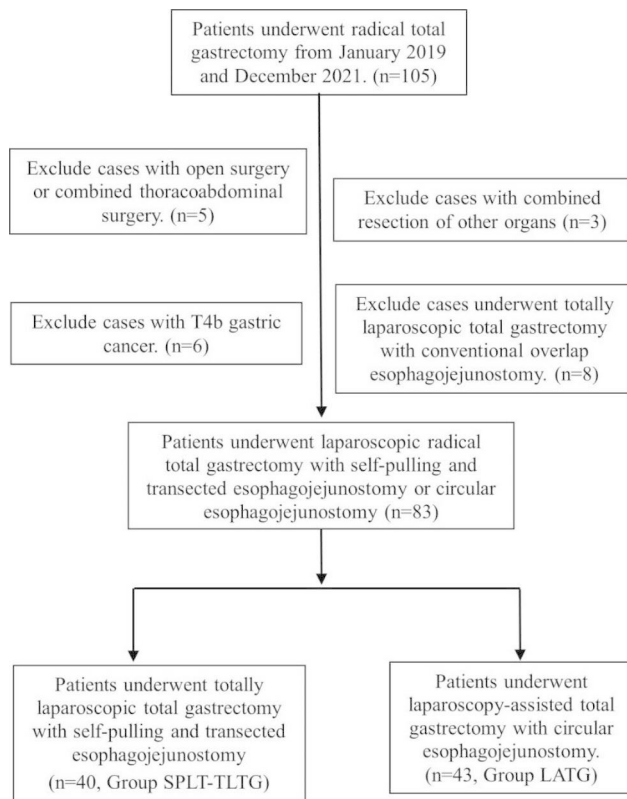 Patients underwent radical total
gastrectomy from January 2019
and December 2021. (n=105)
Exclude cases with open surgery
or combined thoracoabdominal
surgery. (n=5)
Exclude cases with combined
resection of other organs (n=3)
Exclude cases with T4b gastric
cancer. (n=6)
Exclude cases underwent totally
laparoscopic total gastrectomy
with conventional overlap
esophagojejunostomy. (n=8)
Patients underwent laparoscopic radical
total gastrectomy with self-pulling and
transected esophagojejunostomy or circular
esophagojejunostomy (n=83)
Patients underwent totally
laparoscopic total gastrectomy
with self-pulling and transected
esophagojejunostomy
(n=40, Group SPLT-TLTG)
Patients underwent
laparoscopy-assisted total
gastrectomy with circular
esophagojejunostomy.
(n=43, Group LATG)